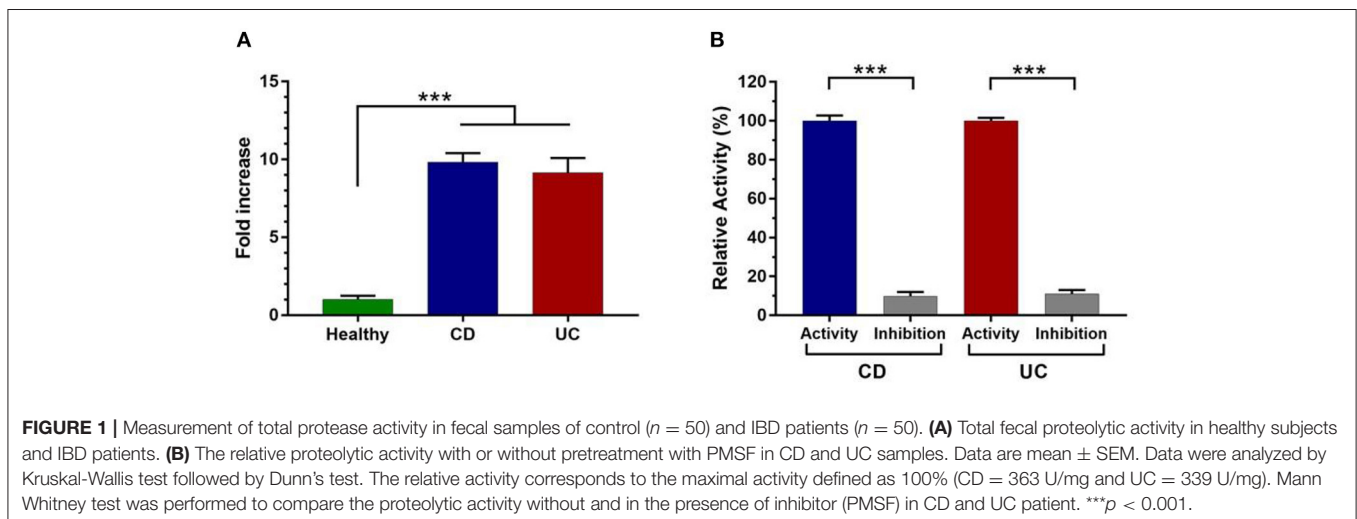 A
Fold increase
15
10
5
0
***
Healthy CD UC
B
Relative Activity (%)
120
100
80
60
40
20
0
*** ***
Activity Inhibition Activity Inhibition
CD UC
FIGURE 1 | Measurement of total protease activity in fecal samples of control (n = 50) and IBD patients (n = 50). (A) Total fecal proteolytic activity in healthy subjects
and IBD patients. (B) The relative proteolytic activity with or without pretreatment with PMSF in CD and UC samples. Data are mean ± SEM. Data were analyzed by
Kruskal-Wallis test followed by Dunn's test. The relative activity corresponds to the maximal activity defined as 100% (CD = 363 U/mg and UC = 339 U/mg). Mann
Whitney test was performed to compare the proteolytic activity without and in the presence of inhibitor (PMSF) in CD and UC patient. ***p < 0.001.